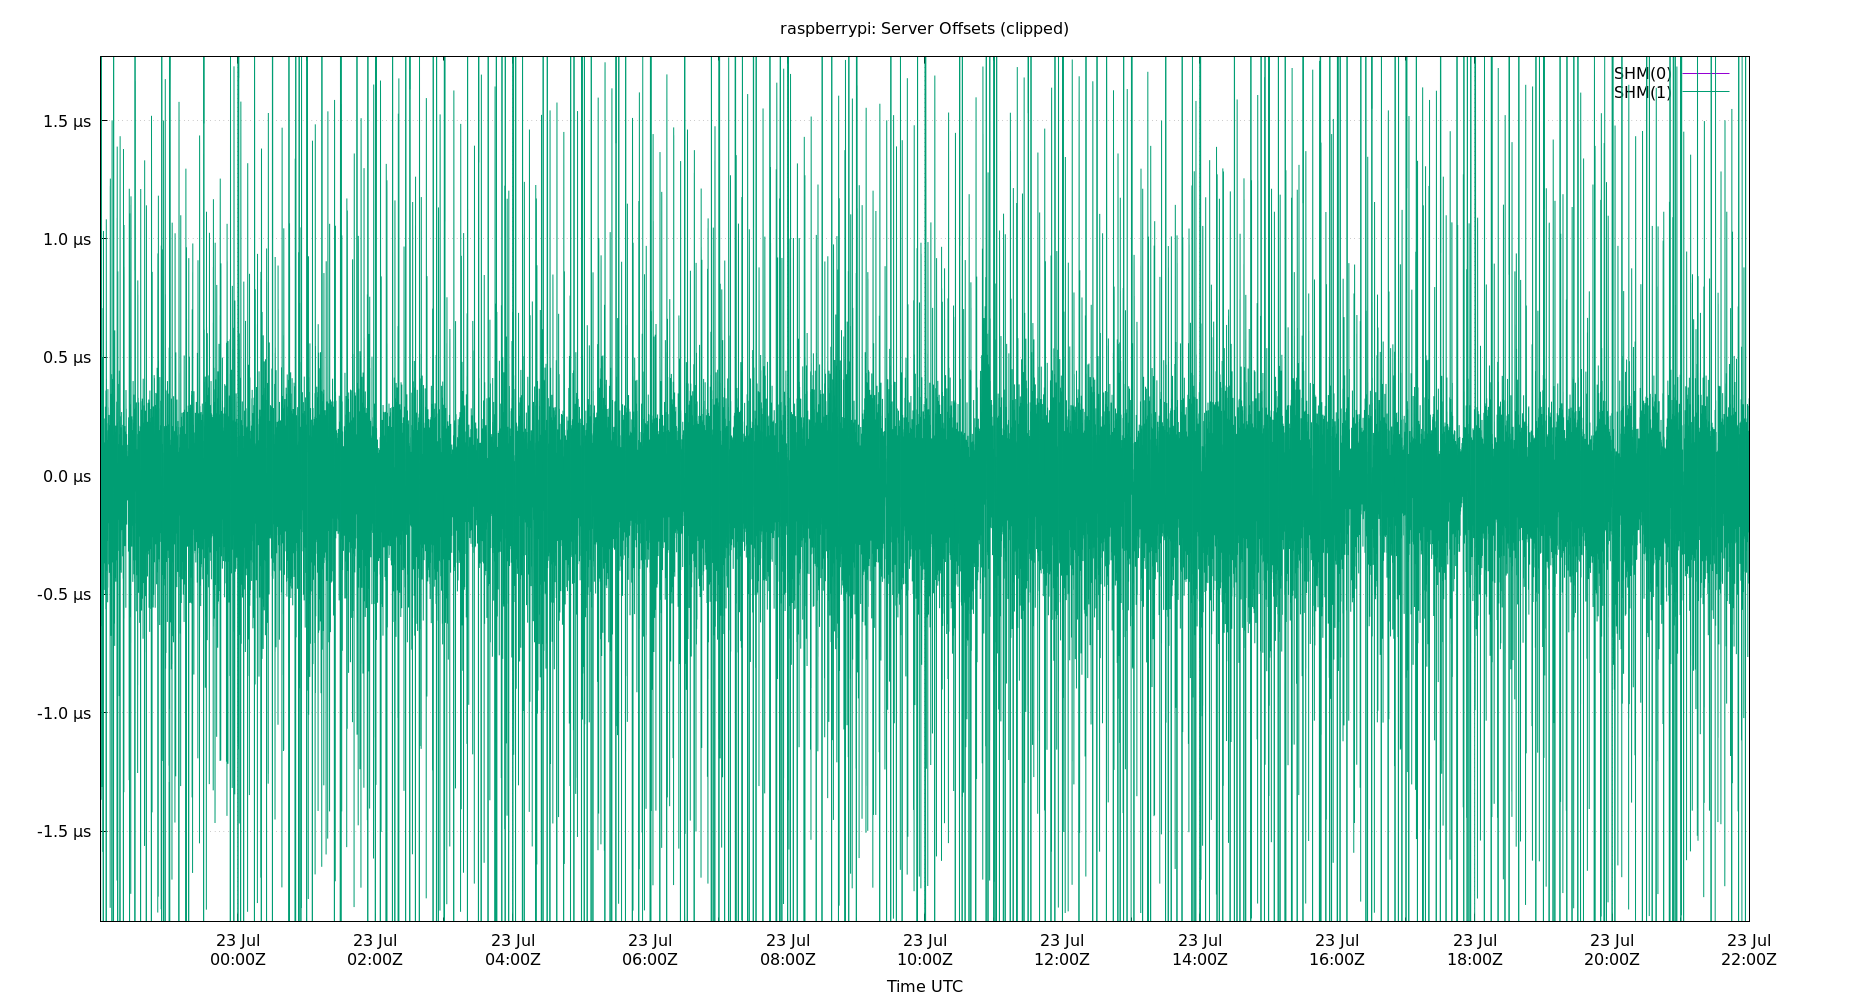 raspberrypi: Server Offsets (clipped)
SHM(0)
SHM(1)
1.5 µs
1.0 µs
0.5 µs
0.0 µs
-0.5 µs
-1.0 µs
-1.5 µs
23 Jul 23 Jul 23 Jul 23 Jul 23 Jul 23 Jul 23 Jul 23 Jul 23 Jul 23 Jul 23 Jul 23 Jul
00:00Z 02:00Z 04:00Z 06:00Z 08:00Z 10:00Z 12:00Z 14:00Z 16:00Z 18:00Z 20:00Z 22:00Z
Time UTC